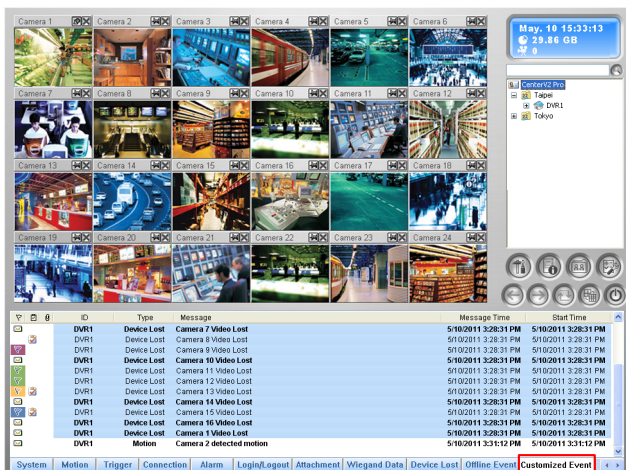 Camera 1 Camera 2 Camera 3 Camera 4 Camera 5 Camera 6
May. 10 15:33:13
29.86 GB
0
CenterV2 Pro
Taipei
DVR1
Tokyo
Camera 7 Camera 8 Camera 9 Camera 10 Camera 11 Camera 12
Camera 13 Camera 14 Camera 15 Camera 16 Camera 17 Camera 18
Camera 19 Camera 20 Camera 21 Camera 22 Camera 23 Camera 24
ID Type Message Message Time Start Time
DVR1 Device Lost Camera 7 Video Lost 5/10/2011 3:28:31 PM 5/10/2011 3:28:31 PM
DVR1 Device Lost Camera 8 Video Lost 5/10/2011 3:28:31 PM 5/10/2011 3:28:31 PM
DVR1 Device Lost Camera 9 Video Lost 5/10/2011 3:28:31 PM 5/10/2011 3:28:31 PM
DVR1 Device Lost Camera 10 Video Lost 5/10/2011 3:28:31 PM 5/10/2011 3:28:31 PM
DVR1 Device Lost Camera 11 Video Lost 5/10/2011 3:28:31 PM 5/10/2011 3:28:31 PM
DVR1 Device Lost Camera 12 Video Lost 5/10/2011 3:28:31 PM 5/10/2011 3:28:31 PM
DVR1 Device Lost Camera 13 Video Lost 5/10/2011 3:28:31 PM 5/10/2011 3:28:31 PM
DVR1 Device Lost Camera 14 Video Lost 5/10/2011 3:28:31 PM 5/10/2011 3:28:31 PM
DVR1 Device Lost Camera 15 Video Lost 5/10/2011 3:28:31 PM 5/10/2011 3:28:31 PM
DVR1 Device Lost Camera 16 Video Lost 5/10/2011 3:28:31 PM 5/10/2011 3:28:31 PM
DVR1 Device Lost Camera 1 Video Lost 5/10/2011 3:28:31 PM 5/10/2011 3:28:31 PM
DVR1 Motion Camera 2 detected motion 5/10/2011 3:31:12 PM 5/10/2011 3:31:12 PM
System Motion Trigger Connection Alarm Login/Logout Attachment Wiegand Data Device Lost Offline Event Customized Event